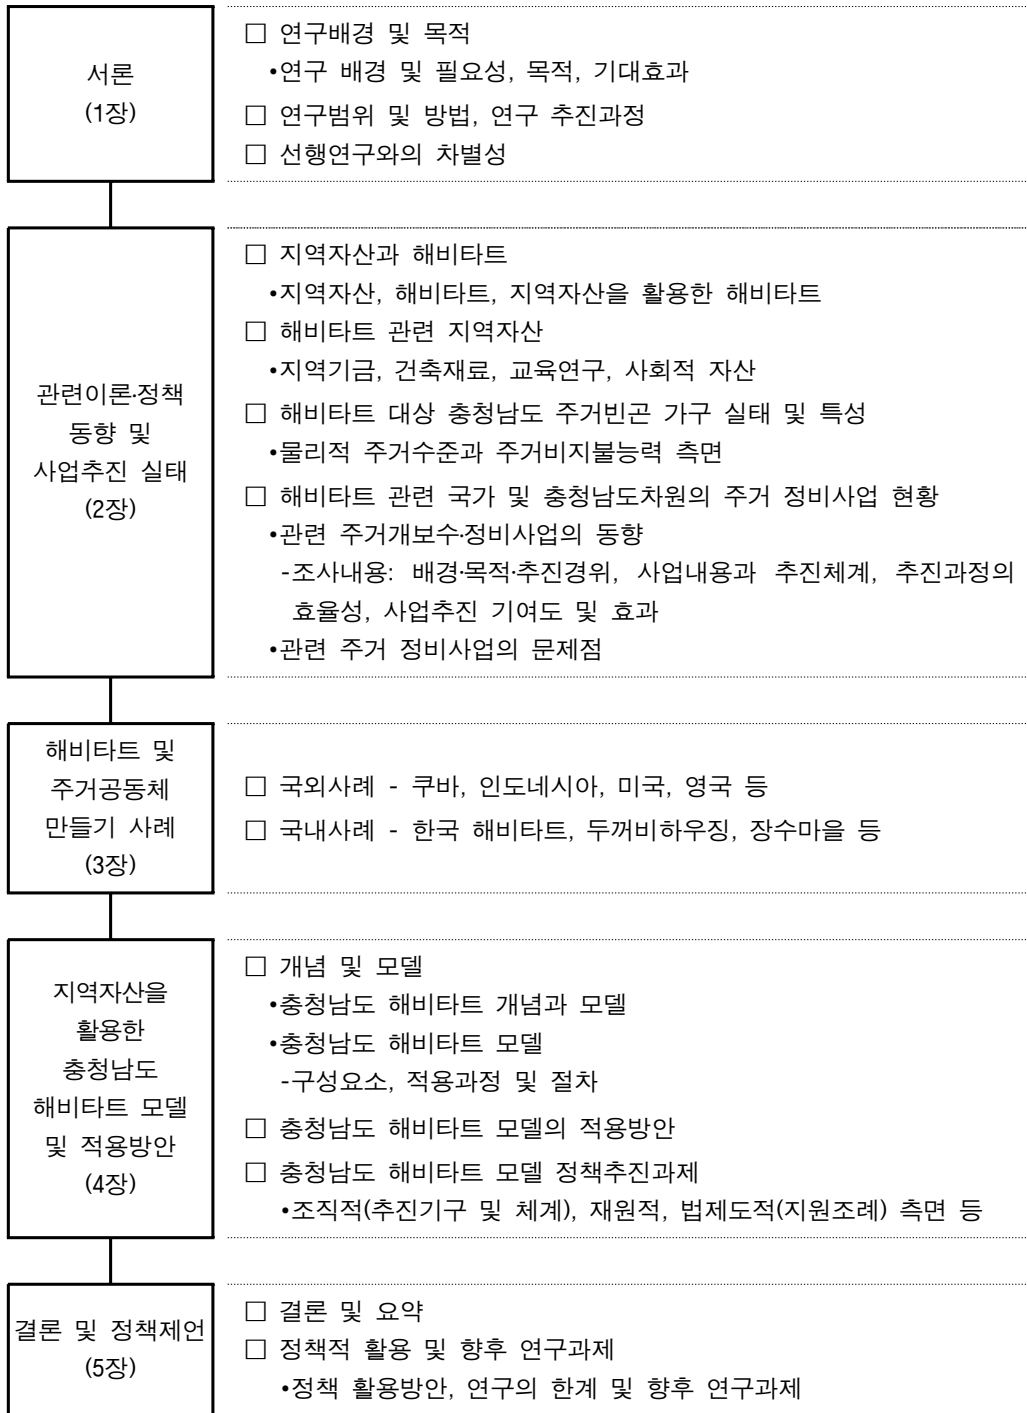 서론
(1장)
□ 연구배경 및 목적
•연구 배경 및 필요성, 목적, 기대효과
□ 연구범위 및 방법, 연구 추진과정
□ 선행연구와의 차별성
관련이론·정책
동향 및
사업추진 실태
(2장)
□ 지역자산과 해비타트
•지역자산, 해비타트, 지역자산을 활용한 해비타트
□ 해비타트 관련 지역자산
•지역기금, 건축재료, 교육연구, 사회적 자산
□ 해비타트 대상 충청남도 주거빈곤 가구 실태 및 특성
•물리적 주거수준과 주거비지불능력 측면
□ 해비타트 관련 국가 및 충청남도차원의 주거 정비사업 현황
•관련 주거개보수·정비사업의 동향
-조사내용: 배경·목적·추진경위, 사업내용과 추진체계, 추진과정의
효율성, 사업추진 기여도 및 효과
•관련 주거 정비사업의 문제점
해비타트 및
주거공동체
만들기 사례
(3장)
□ 국외사례 - 쿠바, 인도네시아, 미국, 영국 등
□ 국내사례 - 한국 해비타트, 두꺼비하우징, 장수마을 등
지역자산을
활용한
충청남도
해비타트 모델
및 적용방안
(4장)
□ 개념 및 모델
•충청남도 해비타트 개념과 모델
•충청남도 해비타트 모델
-구성요소, 적용과정 및 절차
□ 충청남도 해비타트 모델의 적용방안
□ 충청남도 해비타트 모델 정책추진과제
•조직적(추진기구 및 체계), 재원적, 법제도적(지원조례) 측면 등
결론 및 정책제언
(5장)
□ 결론 및 요약
□ 정책적 활용 및 향후 연구과제
•정책 활용방안, 연구의 한계 및 향후 연구과제